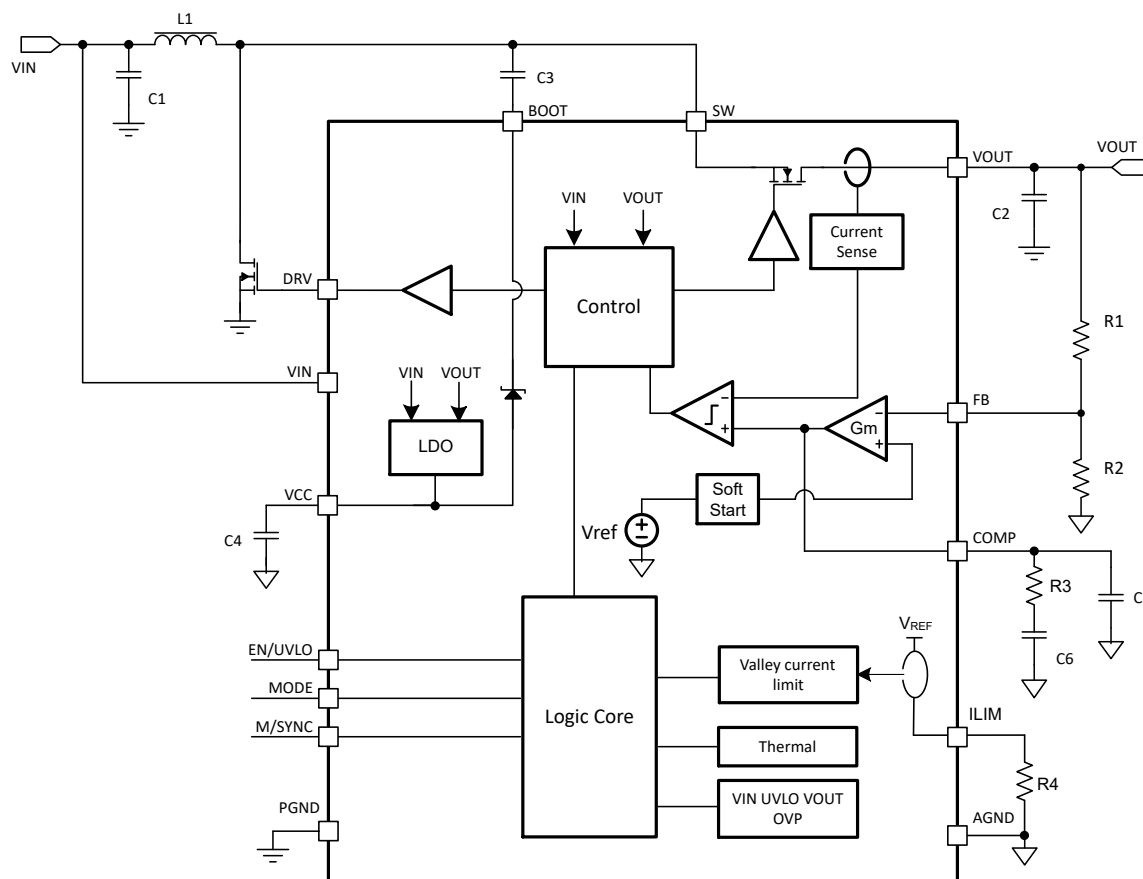 L1
VIN
C1
C3
BOOT
SW
VOUT
VOUT
C2
VIN
VOUT
Current
Sense
DRV
Control
R1
VIN
VIN
VOUT
FB
LDO
Gm
R2
VCC
Soft
Start
C4
Vref
COMP
R3
C
C6
VREF
EN/UVLO
Valley current
limit
MODE
Logic Core
ILIM
M/SYNC
Thermal
R4
PGND
VIN UVLO VOUT
OVP
AGND